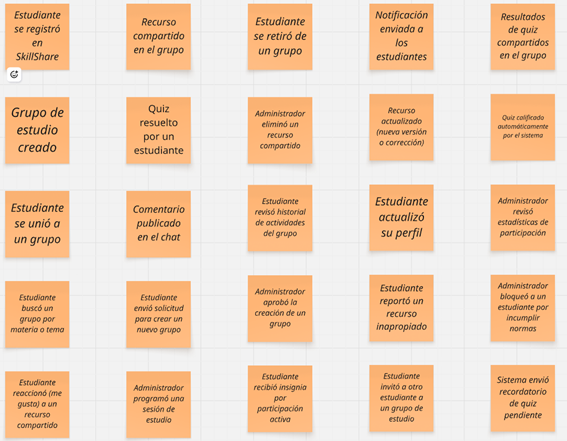 Estudiante
se registró
en
SkillShare
Recurso
compartido
en el grupo
Estudiante
se retiró de
un grupo
Notificación
enviada a
los
estudiantes
Resultados
de quiz
compartidos
en el grupo
Grupo de
estudio
creado
Quiz
resuelto
por un
estudiante
Administrador
eliminó un
recurso
compartido
Recurso
actualizado
(nueva versión
o corrección)
Quiz calificado
automáticamente
por el sistema
Estudiante
se unió a
un grupo
Comentario
publicado
en el chat
Estudiante
revisó historial
de actividades
del grupo
Estudiante
actualizó
su perfil
Administrador
revisó
estadísticas de
participación
Estudiante
buscó un
grupo por
materia o tema
Estudiante
envió solicitud
para crear un
nuevo grupo
Administrador
aprobó la
creación de un
grupo
Estudiante
reportó un
recurso
inapropiado
Administrador
bloqueó a un
estudiante por
incumplir
normas
Estudiante
reaccionó (me
gusta) a un
recurso
compartido
Administrador
programó una
sesión de
estudio
Estudiante
recibió insignia
por
participación
activa
Estudiante
invitó a otro
estudiante a
un grupo de
estudio
Sistema envió
recordatorio
de quiz
pendiente